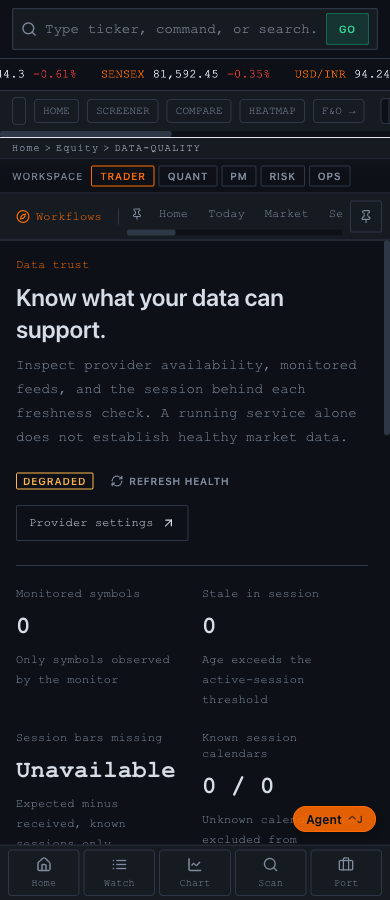 Type ticker, command, or search. GO
44.3 -0.61% SENSEX 81,592.45 -0.35% USD/INR 94.24
HOME SCREENER COMPARE HEATMAP F&O →
Home > Equity > DATA-QUALITY
WORKSPACE TRADER QUANT PM RISK OPS
Workflows Home Today Market Se
Data trust
Know what your data can
support.
Inspect provider availability, monitored
feeds, and the session behind each
freshness check. A running service alone
does not establish healthy market data.
DEGRADED REFRESH HEALTH
Provider settings
Monitored symbols
0
Only symbols observed
by the monitor
Stale in session
0
Age exceeds the
active-session
threshold
Session bars missing
Unavailable
Expected minus
received, known
sessions only
Known session
calendars
0 / 0
Unknown
excluded from
Agent ^J
Home Watch Chart Scan Port